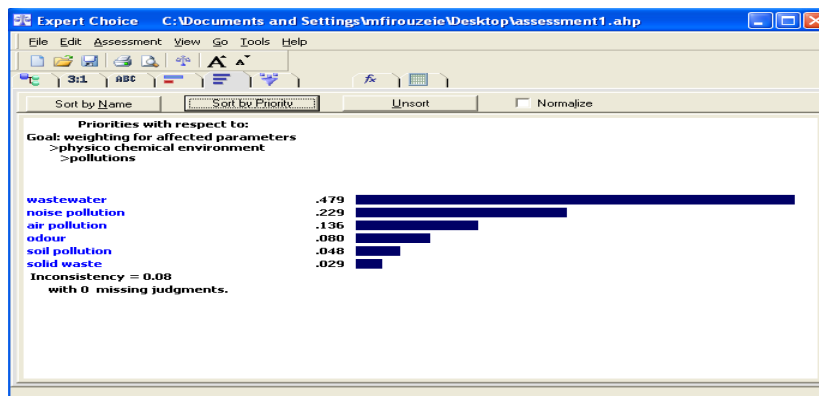 Expert Choice C:\Documents and Settings\mfirouzeie\Desktop\assessment1.ahp
File Edit Assessment View Go Tools Help
A A
3:1 ABC fx
Sort by Name Sort by Priority Unsort Normalize
Priorities with respect to:
Goal: weighting for affected parameters
>physico chemical environment
>pollutions
wastewater .479
noise pollution .229
air pollution .136
odour .080
soil pollution .048
solid waste .029
Inconsistency = 0.08
with 0 missing judgments.